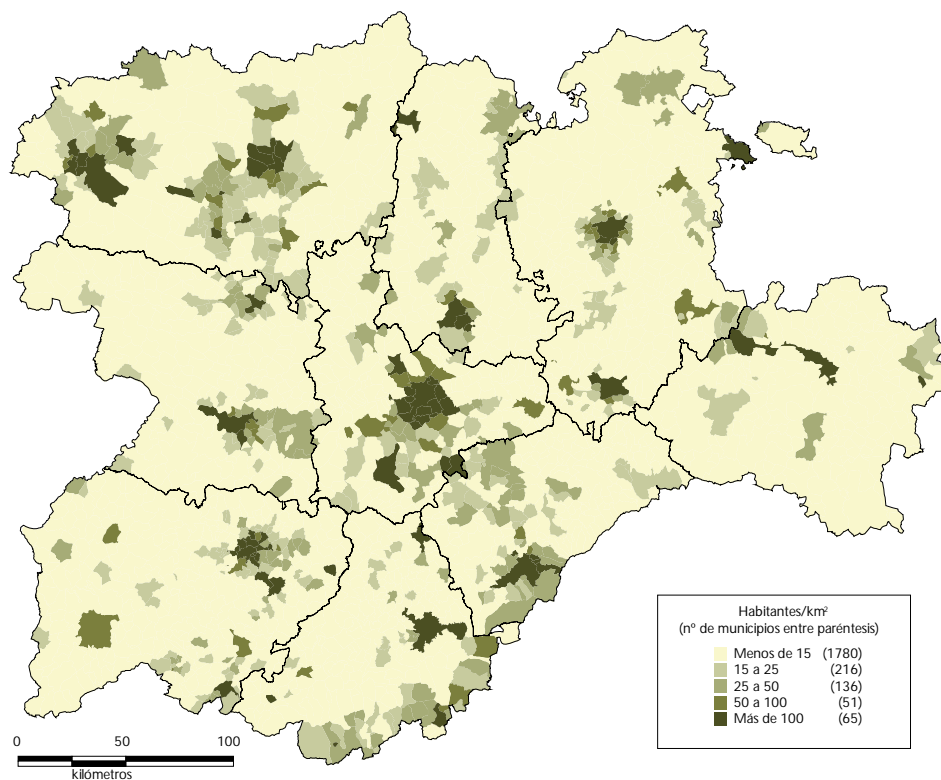 Habitantes/km²
(nº de municipios entre paréntesis)
Menos de 15 (1780)
15 a 25 (216)
25 a 50 (136)
50 a 100 (51)
Más de 100 (65)
0 50 100
kilómetros